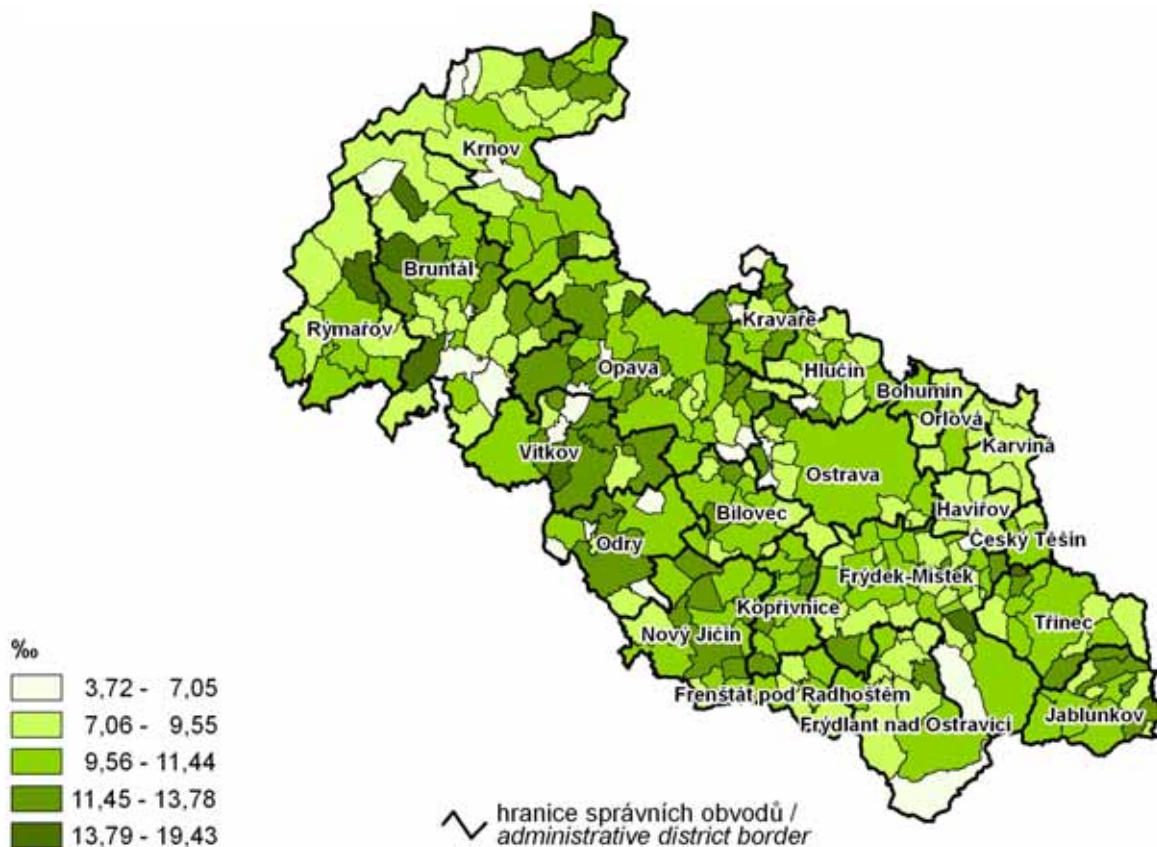 Krnov
Bruntál
Rýmařov
Kravaře
Opava
Hlučín
Bohumín
Orlová
Karviná
Vítkov
Ostrava
Bílovec
Havířov
Odry
Český Těšín
Frýdek-Místek
Kopřivnice
Třinec
Nový Jičín
Frenštát pod Radhoštěm
Frýdlant nad Ostravicí
Jablunkov
‰
3,72 - 7,05
7,06 - 9,55
9,56 - 11,44
11,45 - 13,78
13,79 - 19,43
hranice správních obvodů /
administrative district border